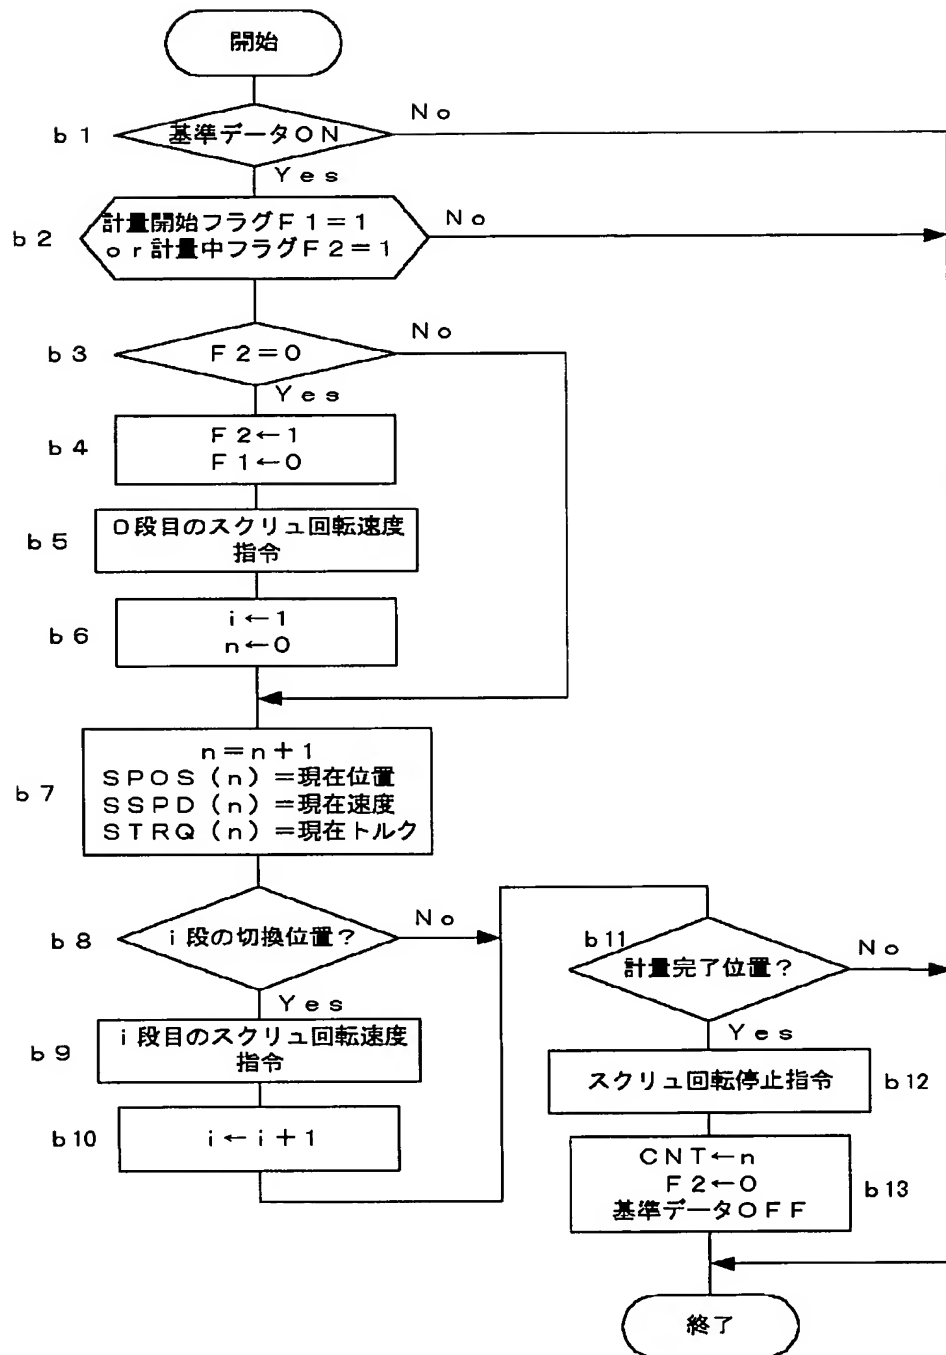 開始
b1
基準データON
No
Yes
b2
計量開始フラグF1=1
or計量中フラグF2=1
No
b3
F2=0
No
Yes
b4
F2←1
F1←0
b5
0段目のスクリュ回転速度
指令
b6
i←1
n←0
b7
n=n+1
SPOS(n)=現在位置
SSPD(n)=現在速度
STRQ(n)=現在トルク
b8
i段の切換位置?
No
Yes
b9
i段目のスクリュ回転速度
指令
b10
i←i+1
b11
計量完了位置?
No
Yes
スクリュ回転停止指令
b12
CNT←n
F2←0
基準データOFF
b13
終了